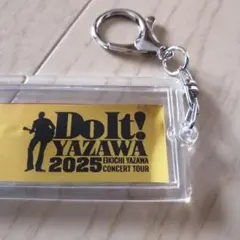 Do It!
YAZAWA
2025 EIKICHI YAZAWA
CONCERT TOUR